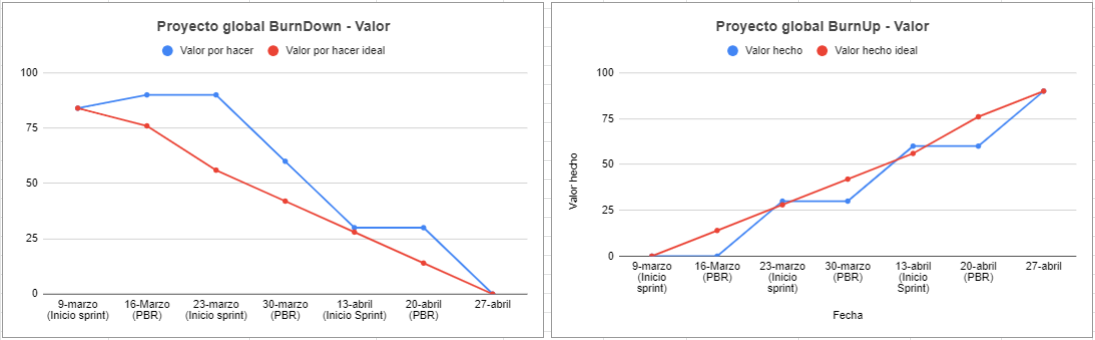 Proyecto global BurnDown - Valor
Valor por hacer
Valor por hacer ideal
100
75
50
25
0
9-marzo
(Inicio sprint)
16-Marzo
(PBR)
23-marzo
(Inicio sprint)
30-marzo
(PBR)
13-abril
(Inicio Sprint)
20-abril
(PBR)
27-abril
Proyecto global BurnUp - Valor
Valor hecho
Valor hecho ideal
Valor hecho
100
75
50
25
0
9-marzo
(Inicio
sprint)
16-Marzo
(PBR)
23-marzo
(Inicio
sprint)
30-marzo
(PBR)
13-abril
(Inicio
Sprint)
20-abril
(PBR)
27-abril
Fecha